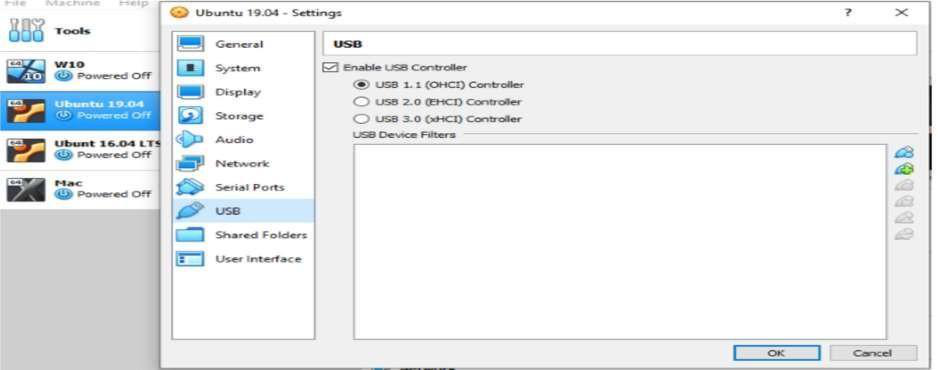 File Machine Help
Ubuntu 19.04 - Settings ?
Tools
W10
Powered Off
Ubuntu 19.04
Powered Off
Ubunt 16.04 LTS
Powered Off
Mac
Powered Off
General
System
Display
Storage
Audio
Network
Serial Ports
USB
Shared Folders
User Interface
USB
Enable USB Controller
USB 1.1 (OHCI) Controller
USB 2.0 (EHCI) Controller
USB 3.0 (xHCI) Controller
USB Device Filters
OK Cancel